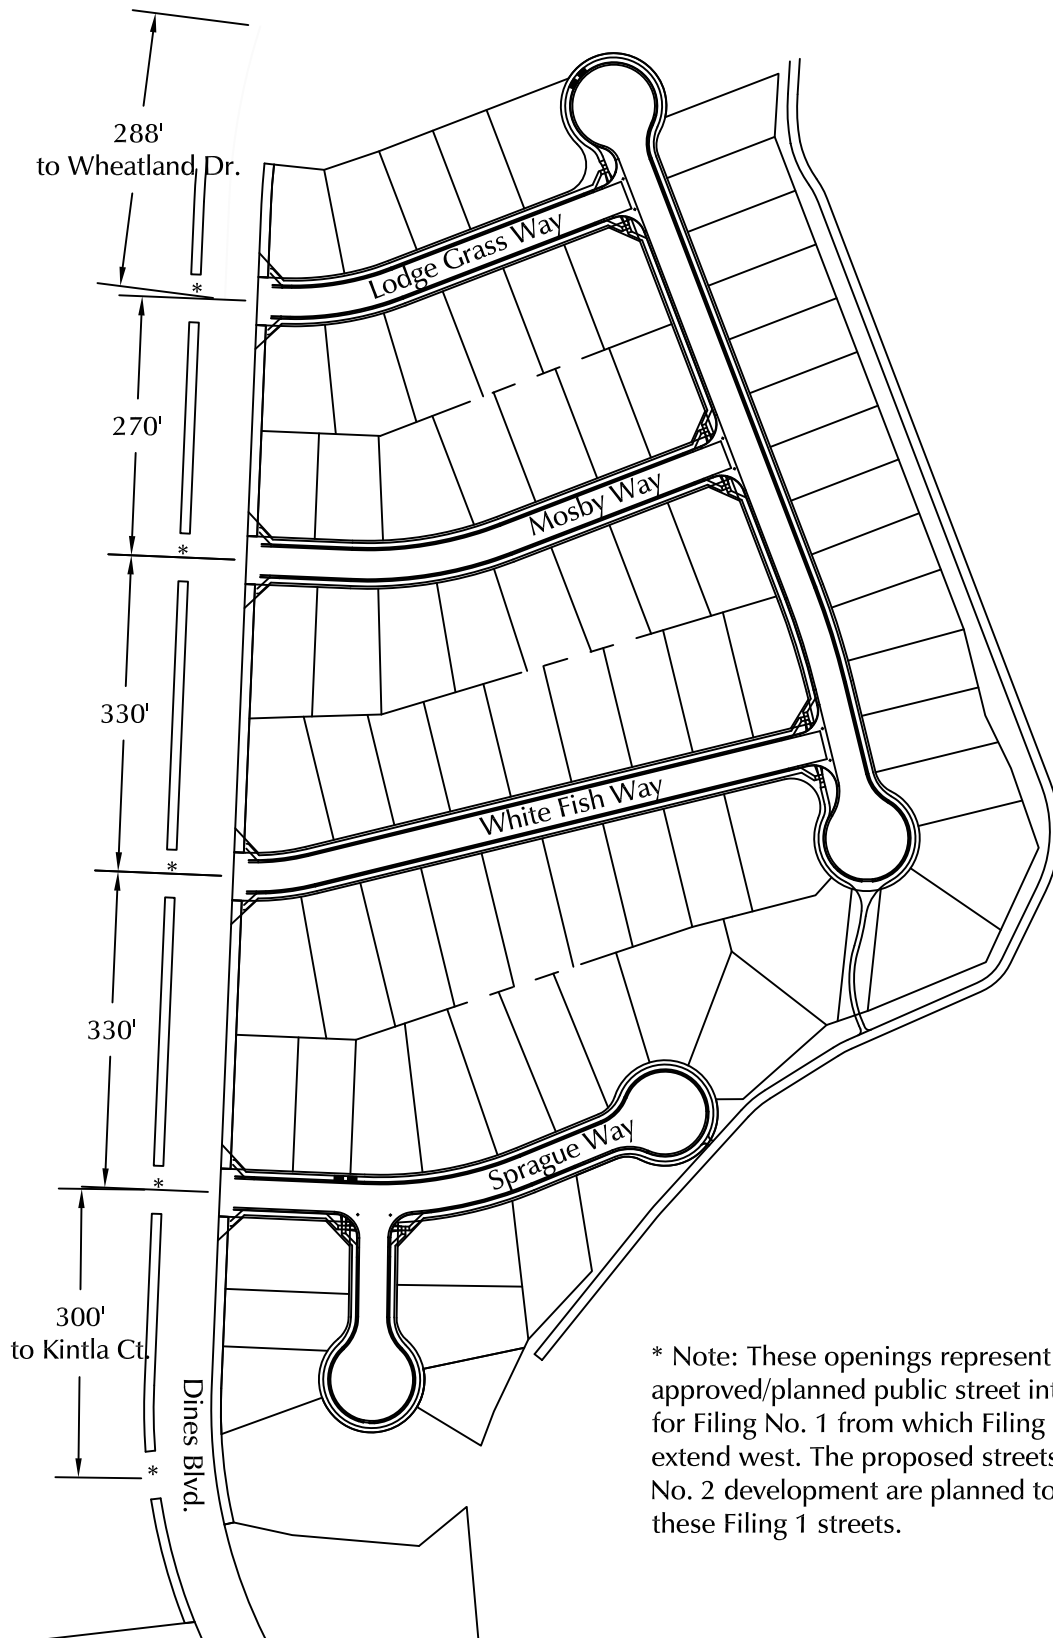 288'
to Wheatland Dr.
Lodge Grass Way
*
270'
Mosby Way
*
330'
White Fish Way
*
330'
Sprague Way
*
300'
to Kintla Ct.
Dines Blvd.
*
* Note: These openings represent
approved/planned public street
for Filing No. 1 from which Filing
extend west. The proposed streets
No. 2 development are planned to
these Filing 1 streets.